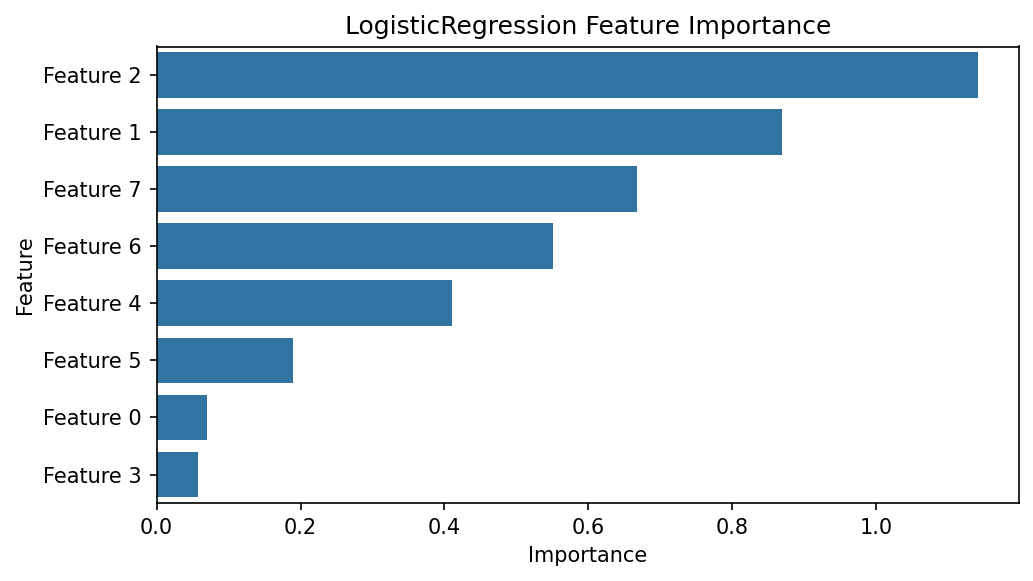 LogisticRegression Feature Importance
Feature
Feature 2
Feature 1
Feature 7
Feature 6
Feature 4
Feature 5
Feature 0
Feature 3
0.0 0.2 0.4 0.6 0.8 1.0
Importance